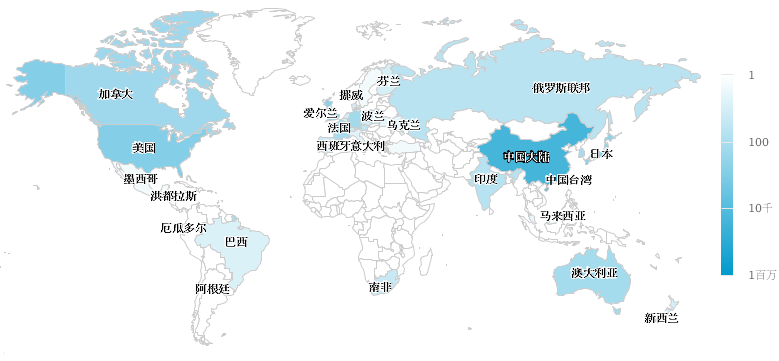 芬兰
挪威
俄罗斯联邦
加拿大
爱尔兰
波兰
乌克兰
法国
美国
西班牙
意大利
中国大陆
日本
墨西哥
印度
中国台湾
洪都拉斯
马来西亚
厄瓜多尔
巴西
澳大利亚
阿根廷
南非
新西兰
1
100
10千
1百万